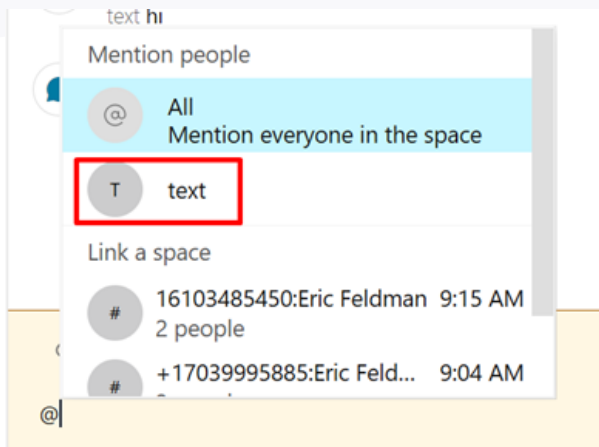 text hi
Mention people
@
All
Mention everyone in the space
T
text
Link a space
#
16103485450:Eric Feldman 9:15 AM
2 people
#
+17039995885:Eric Feld... 9:04 AM
@